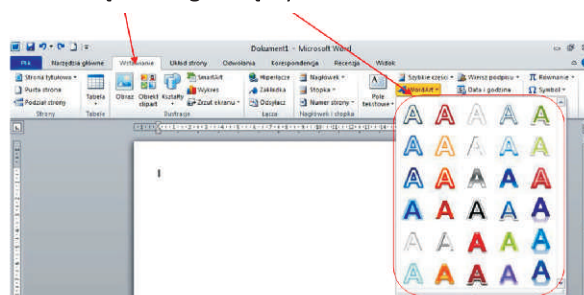 Dokument1 - Microsoft Word
Plik Narzędzia główne Wstawianie Układ strony Odwołania Korespondencja Recenzja Widok
Strona tytułowa SmartArt Hiperłącze Nagłówek Szybkie części Wiersz podpisu Równanie
Pusta strona Tabela Obraz Obiekt clipart Kształty Wykres Zakładka Stopka Pole tekstowe WordArt Data i godzina Symbol
Podział strony Zrzut ekranu Odsyłacz Numer strony
Strony Tabele Ilustracje Łącza Nagłówek i stopka
A A A A A
A A A A A
A A A A A
A A A A A
A A A A A
A A A A A